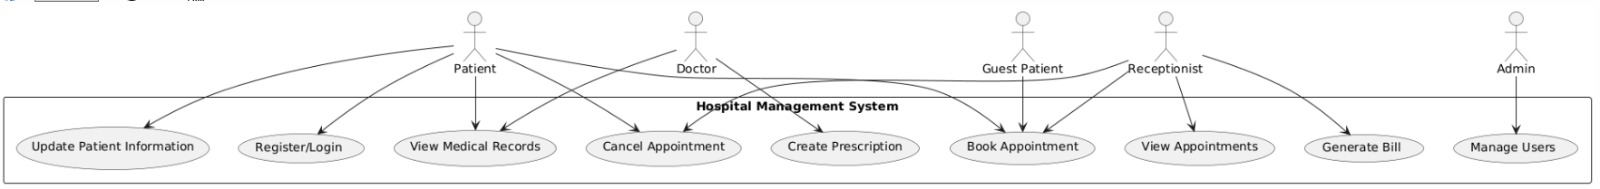 Patient
Doctor
Guest Patient
Receptionist
Admin
Hospital Management System
Update Patient Information
Register/Login
View Medical Records
Cancel Appointment
Create Prescription
Book Appointment
View Appointments
Generate Bill
Manage Users